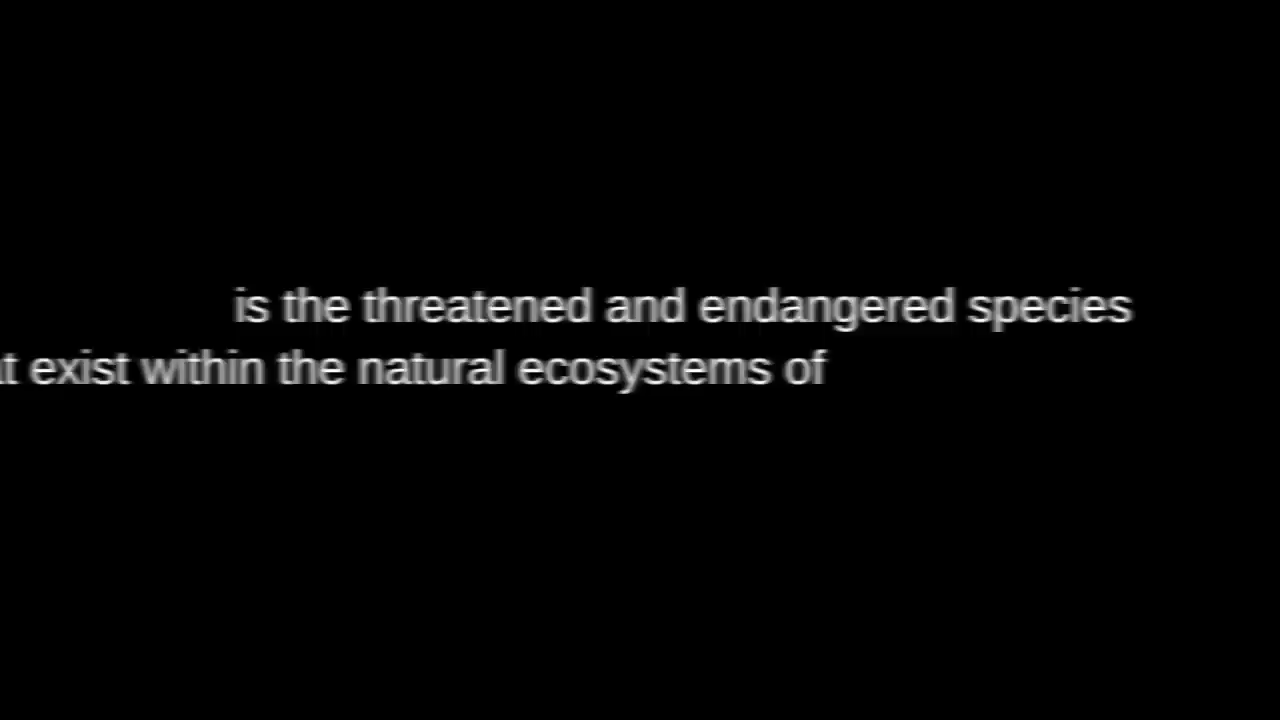 is the threatened and endangered species
exist within the natural ecosystems of